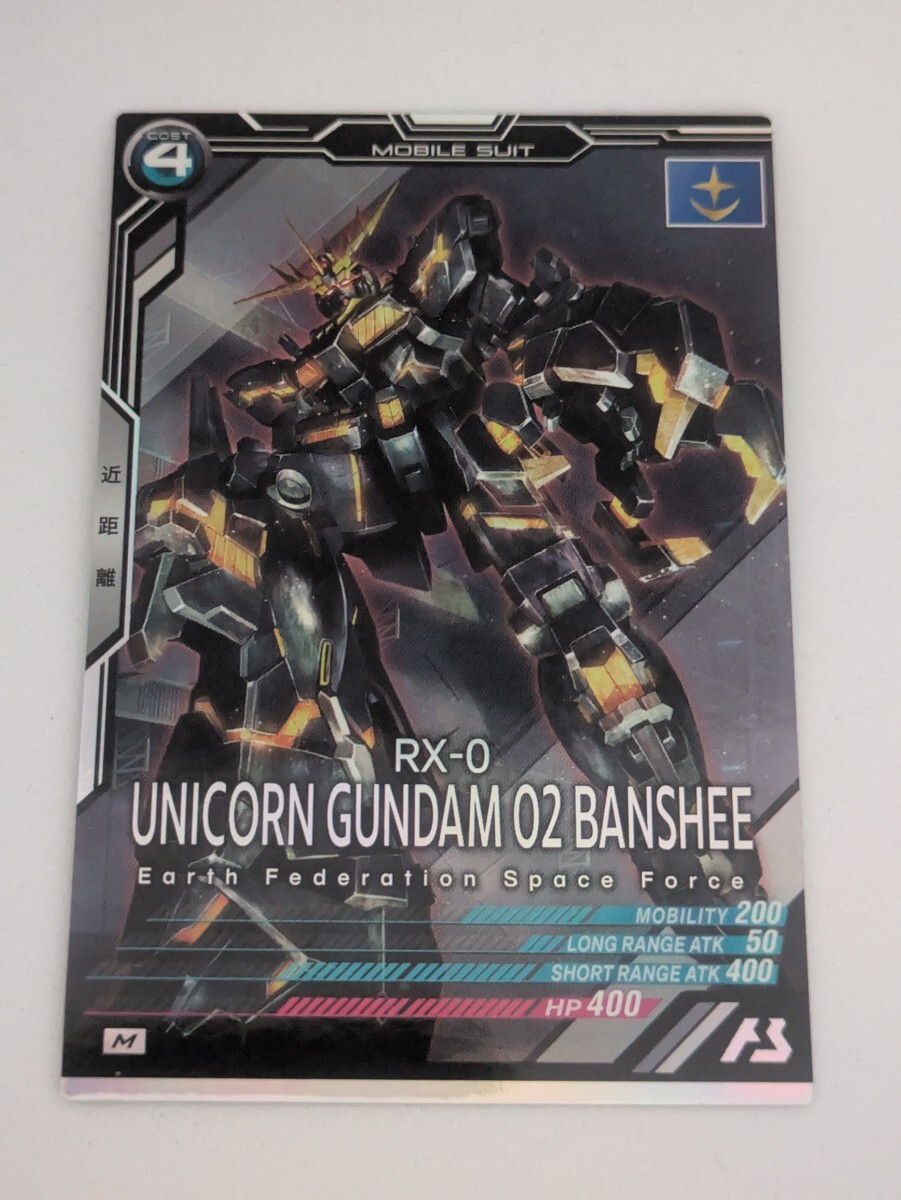 COST
4
MOBILE SUIT
近距離
RX-0
UNICORN GUNDAM 02 BANSHEE
Earth Federation Space Force
MOBILITY 200
LONG RANGE ATK 50
SHORT RANGE ATK 400
HP 400
M